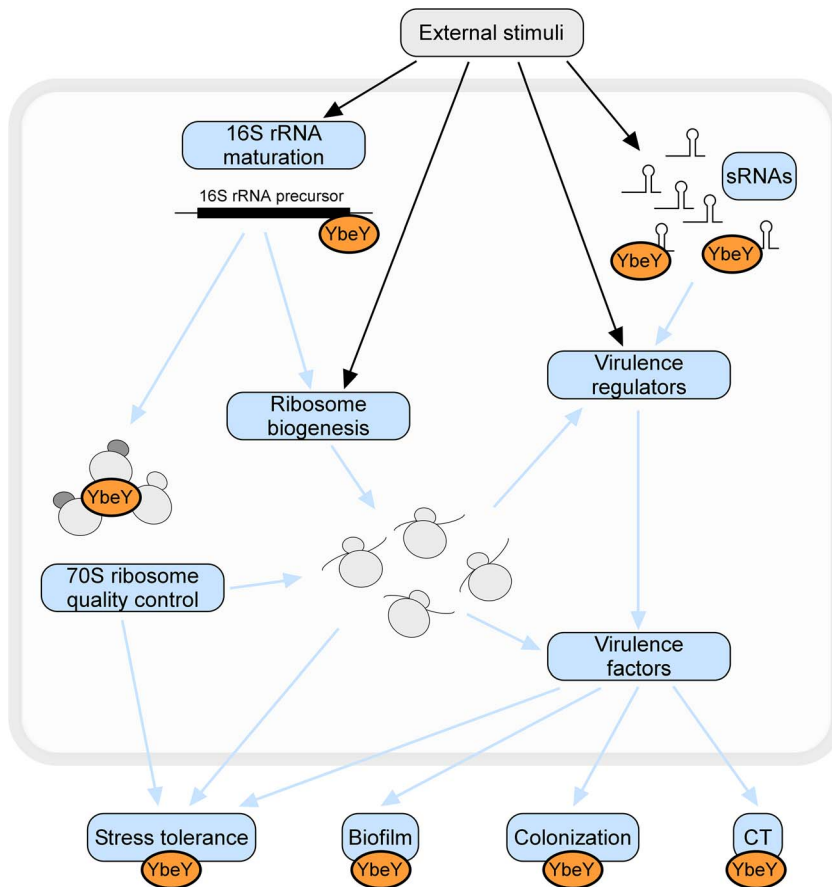 External stimuli
16S rRNA
maturation
16S rRNA precursor
YbeY
sRNAs
YbeY
YbeY
Virulence
regulators
Ribosome
biogenesis
YbeY
70S ribosome
quality control
Virulence
factors
Stress tolerance
YbeY
Biofilm
YbeY
Colonization
YbeY
CT
YbeY